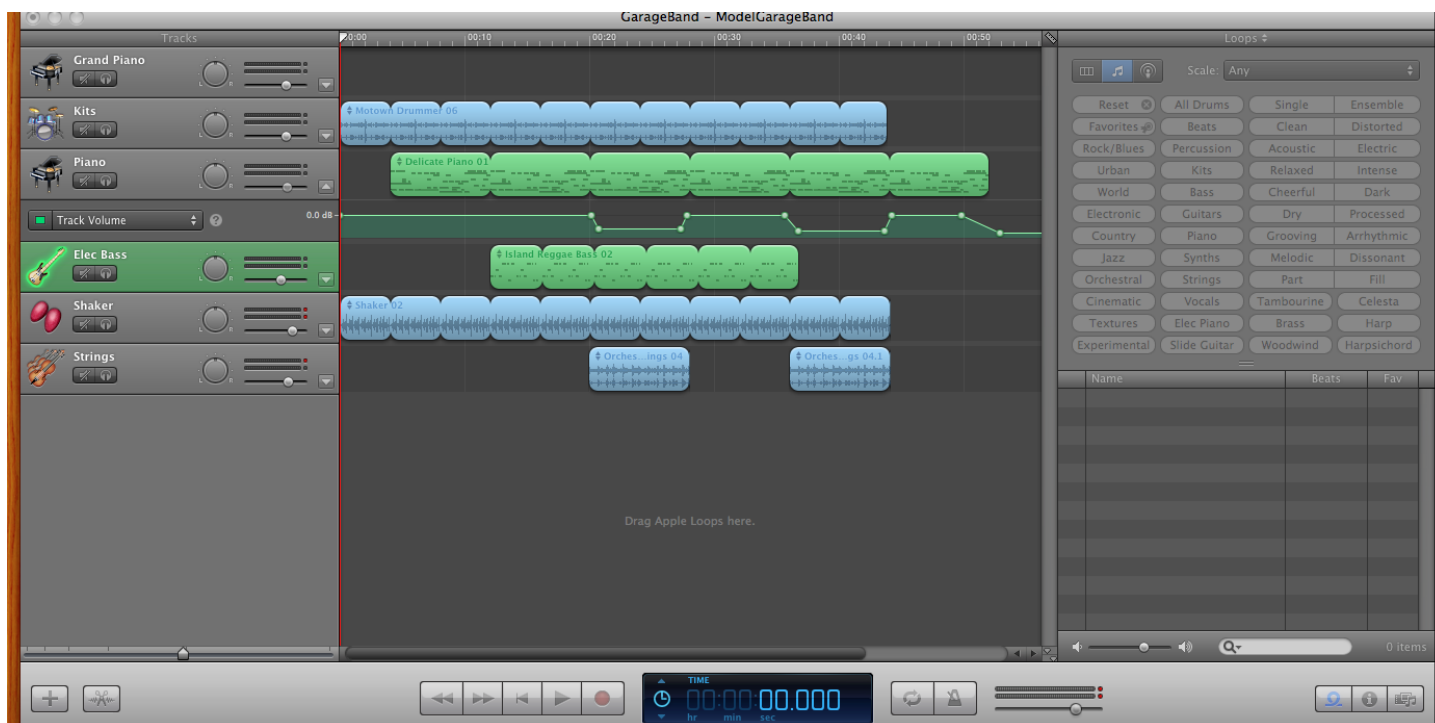 GarageBand – ModelGarageBand
Tracks
00:00 00:10 00:20 00:30 00:40 00:50
Loops
Grand Piano
L R
Scale: Any
Kits
L R
Motown Drummer 06
Reset All Drums Single Ensemble
Favorites Beats Clean Distorted
Rock/Blues Percussion Acoustic Electric
Piano
L R
Delicate Piano 01
Urban Kits Relaxed Intense
World Bass Cheerful Dark
Track Volume ? 0.0 dB
Electronic Guitars Dry Processed
Country Piano Grooving Arrhythmic
Elec Bass
L R
Island Reggae Bass 02
Jazz Synths Melodic Dissonant
Orchestral Strings Part Fill
Shaker
L R
Shaker 02
Cinematic Vocals Tambourine Celesta
Textures Elec Piano Brass Harp
Experimental Slide Guitar Woodwind Harpsichord
Strings
L R
Orches...ings 04 Orches...gs 04.1
Name Beats Fav
Drag Apple Loops here.
0 items
TIME
00:00:00.000
hr min sec